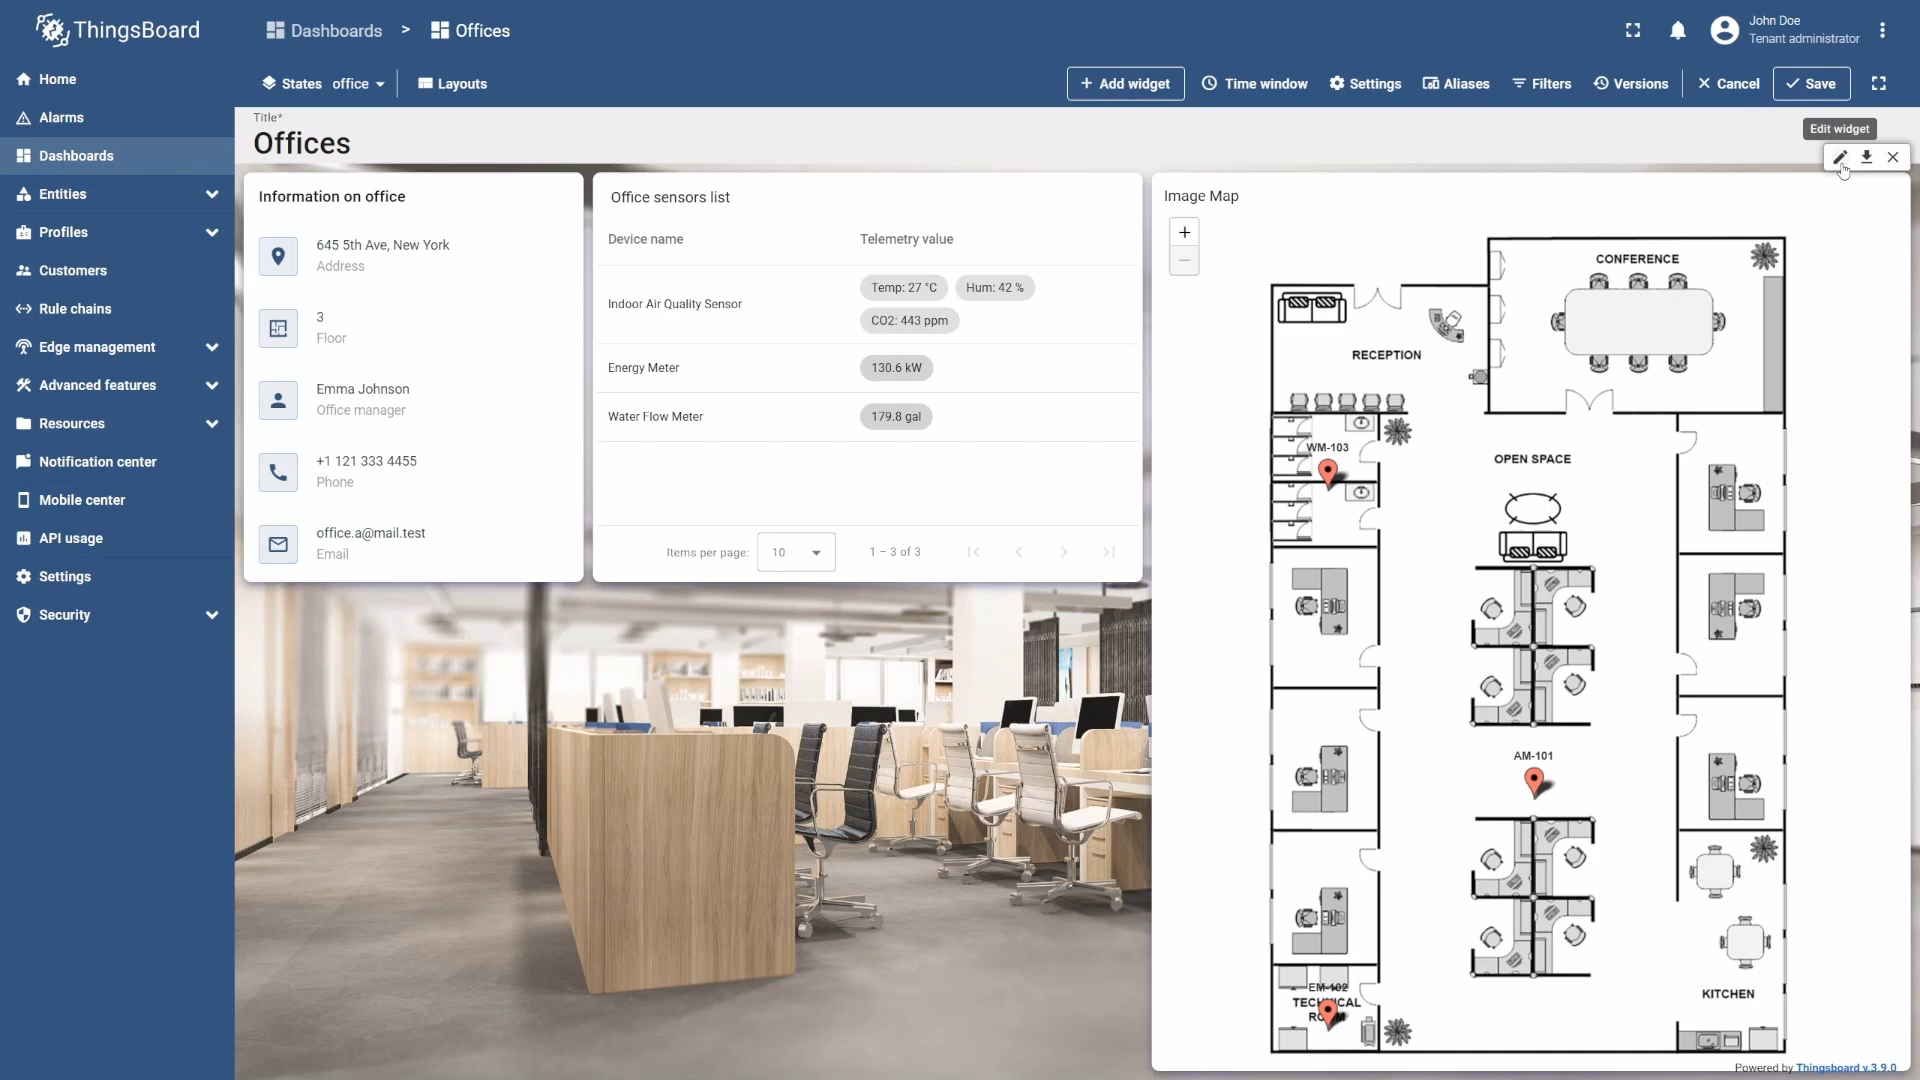 ThingsBoard
Dashboards > Offices
John Doe
Tenant administrator
Home
Alarms
Dashboards
Entities
Profiles
Customers
Rule chains
Edge management
Advanced features
Resources
Notification center
Mobile center
API usage
Settings
Security
States office
Layouts
+ Add widget
Time window
Settings
Aliases
Filters
Versions
Cancel
Save
Title*
Offices
Edit widget
Information on office
645 5th Ave, New York
Address
3
Floor
Emma Johnson
Office manager
+1 121 333 4455
Phone
office.a@mail.test
Email
Office sensors list
Device name Telemetry value
Indoor Air Quality Sensor
Temp: 27 °C Hum: 42 %
CO2: 443 ppm
Energy Meter 130.6 kW
Water Flow Meter 179.8 gal
Items per page: 10 1 – 3 of 3
Image Map
+
−
CONFERENCE
RECEPTION
WM-103
OPEN SPACE
AM-101
EM-102
TECHNICAL
ROOM
KITCHEN
Powered by Thingsboard v.3.9.0